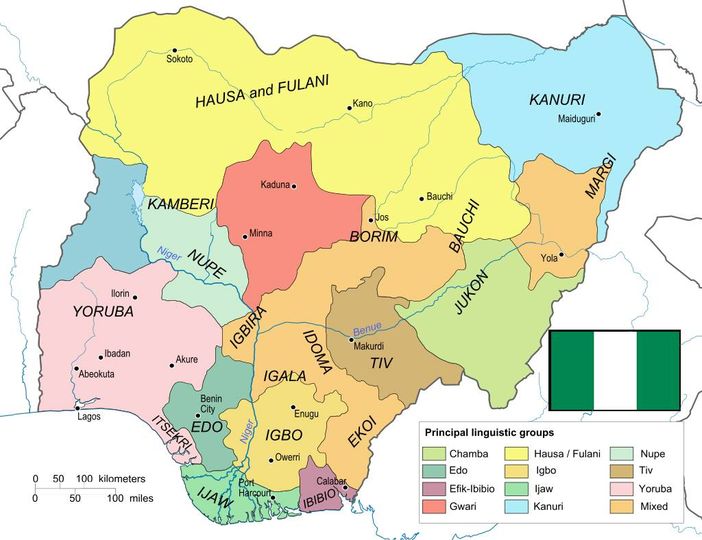 Sokoto
HAUSA and FULANI
Kano
KANURI
Maiduguri
MARGI
Kaduna
KAMBERI
Bauchi
BAUCHI
Jos
BORIM
Minna
Niger
NUPE
Yola
JUKON
Ilorin
YORUBA
IGBIRA
Benue
Makurdi
IDOMA
TIV
Ibadan
Abeokuta
Akure
IGALA
Benin
City
EDO
Lagos
ITSEKRI
Enugu
IGBO
Niger
EKOI
Owerri
Port
Harcourt
IJAW
Calabar
IBIBIO
0 50 100 kilometers
0 50 100 miles
Principal linguistic groups
Chamba Hausa / Fulani Nupe
Edo Igbo Tiv
Efik-Ibibio Ijaw Yoruba
Gwari Kanuri Mixed